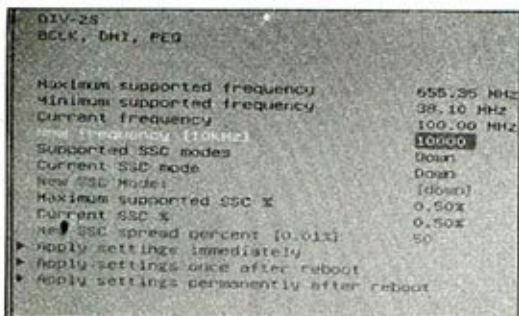 DIV-2S
BCLK, DMI, PEG
Maximum supported frequency 655.35 MHz
Minimum supported frequency 38.10 MHz
Current frequency 100.00 MHz
New frequency [10kHz] 10000
Supported SSC modes Down
Current SSC mode Down
New SSC Mode: [down]
Maximum supported SSC % 0.50%
Current SSC % 0.50%
New SSC spread percent [0.01%] 50
Apply settings immediately
Apply settings once after reboot
Apply settings permanently after reboot